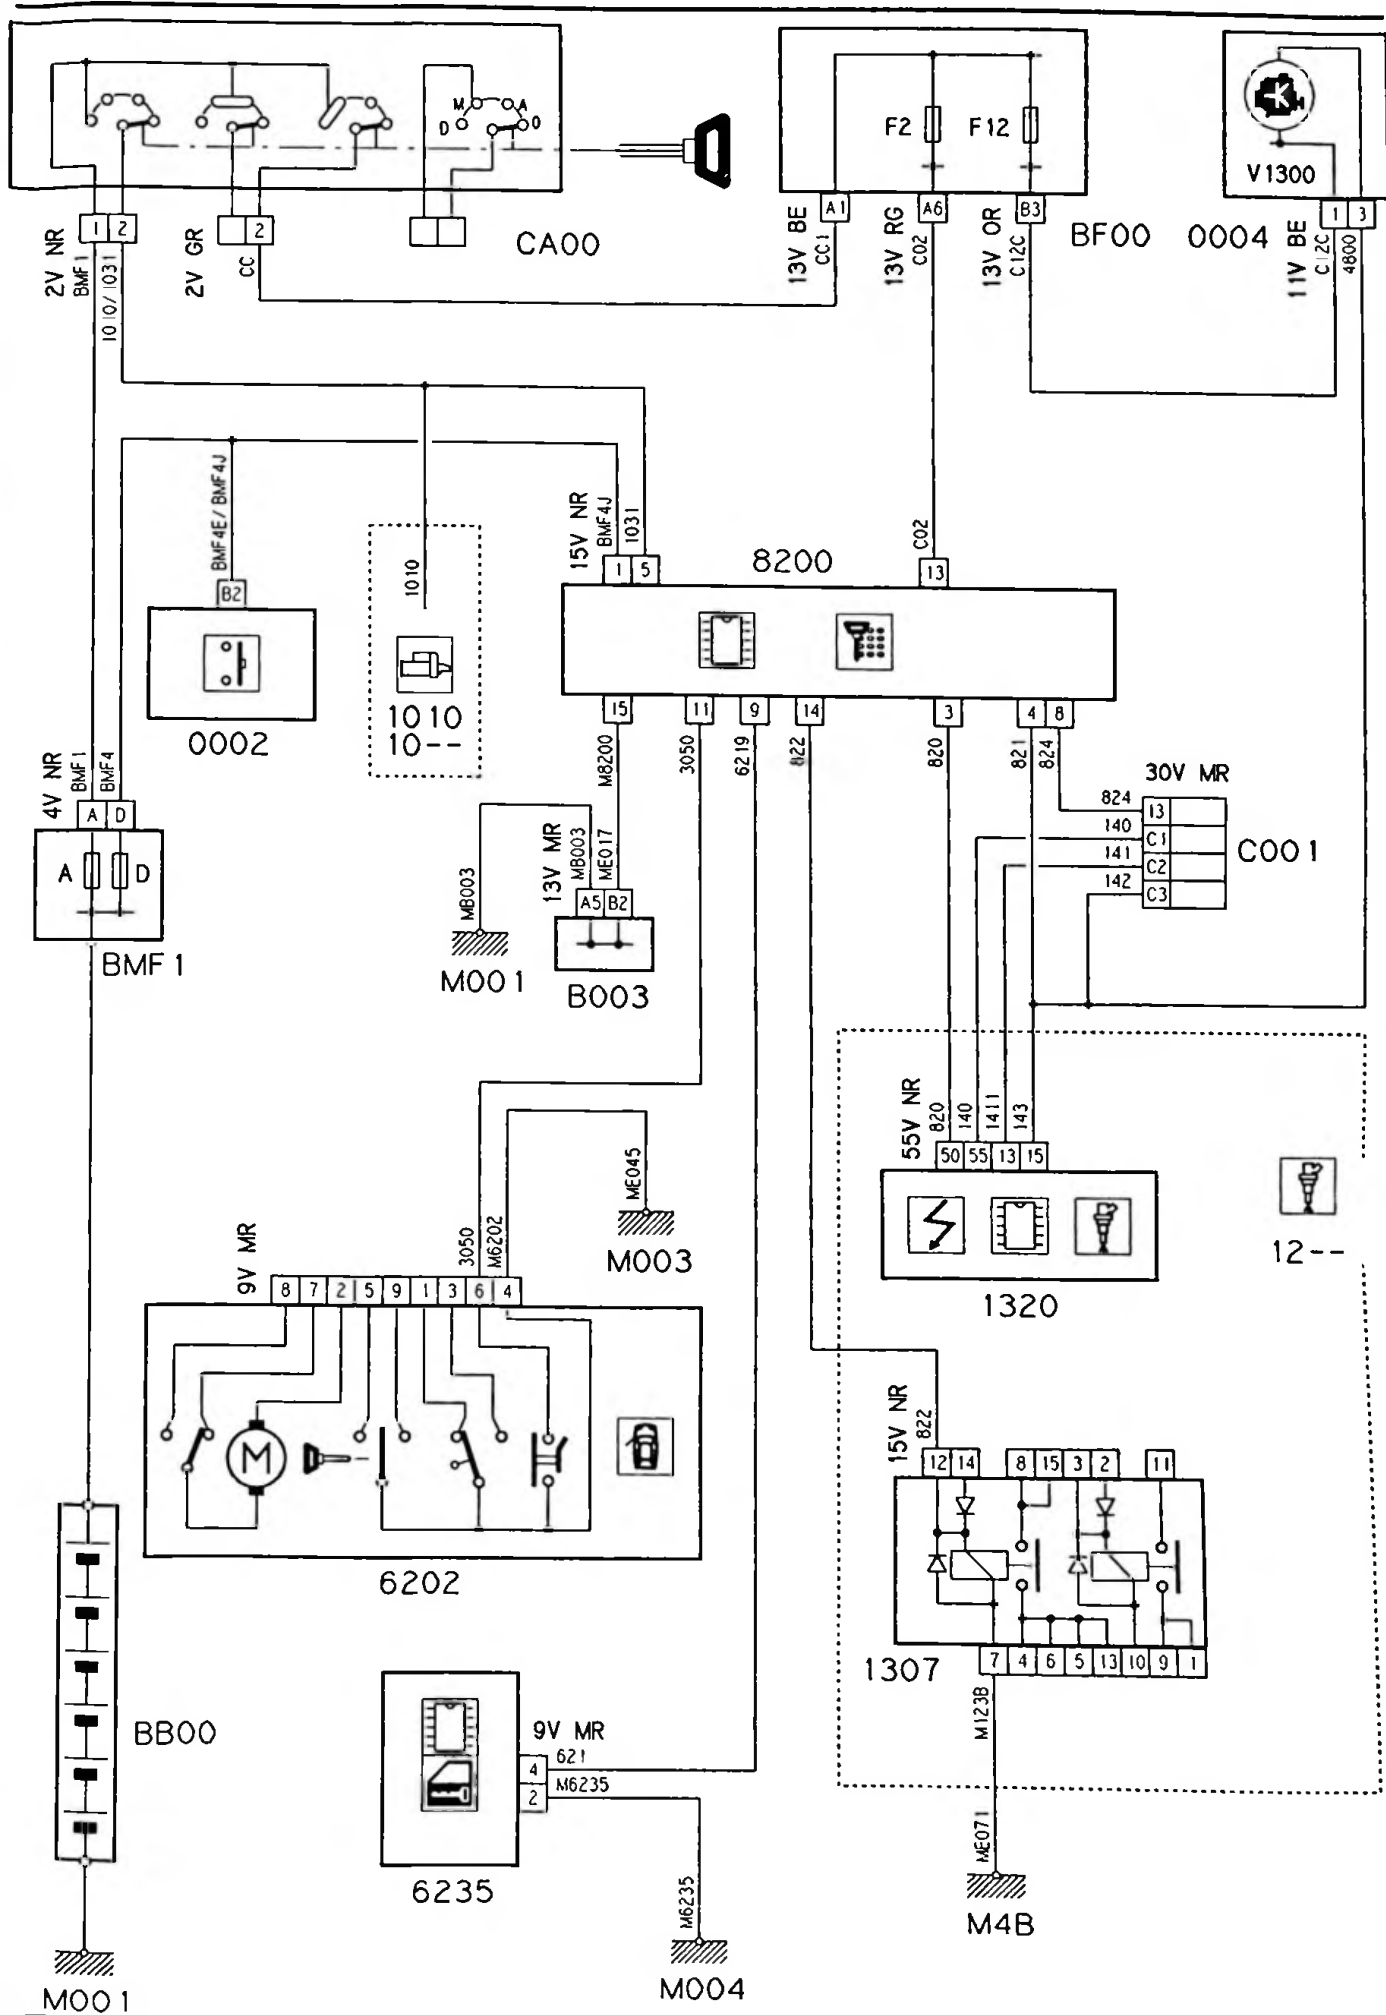 M A
D O
F2 F12
V1300
1 2 2 A1 A6 B3 1 3
CA00 BF00 0004
2V NR BMF1 1010/1031
2V GR CC
13V BE CC1
13V RG C02
13V OR C12C
11V BE C12C 4800
BMF4E/BMF4J
15V NR BMF4J 1031
C02
1010
8200
1 5 13
B2
0002
1010
10--
15 11 9 14 3 4 8
M8200 3050 6219 822 820 821 824
4V NR BMF1 BMF4
A D
A D
BMF1
30V MR
824 13
140 C1
141 C2
142 C3
C001
13V MR MB003 ME017
MB003
A5 B2
M001
B003
55V NR 820 140 1411 143
50 55 13 15
1320
12--
3050 M6202 ME045
M003
9V MR
8 7 2 5 9 1 3 6 4
M
6202
15V NR 822
12 14 8 15 3 2 11
1307
7 4 6 5 13 10 9 1
M123B
ME071
M4B
BB00
9V MR
4 621
2 M6235
6235
M6235
M004
M001